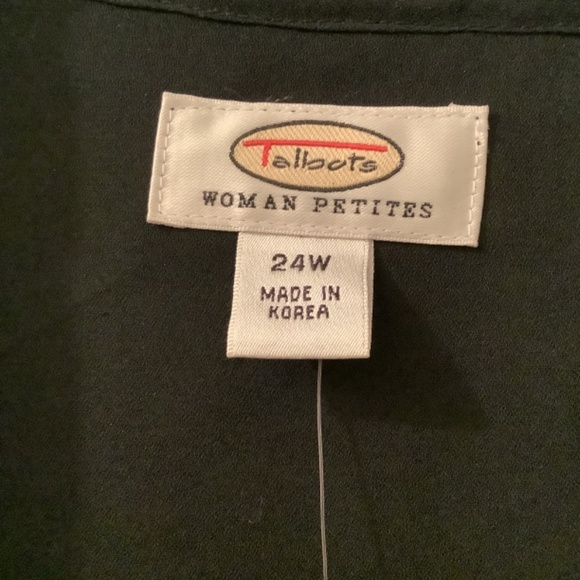 Talbots
WOMAN PETITES
24W
MADE IN
KOREA